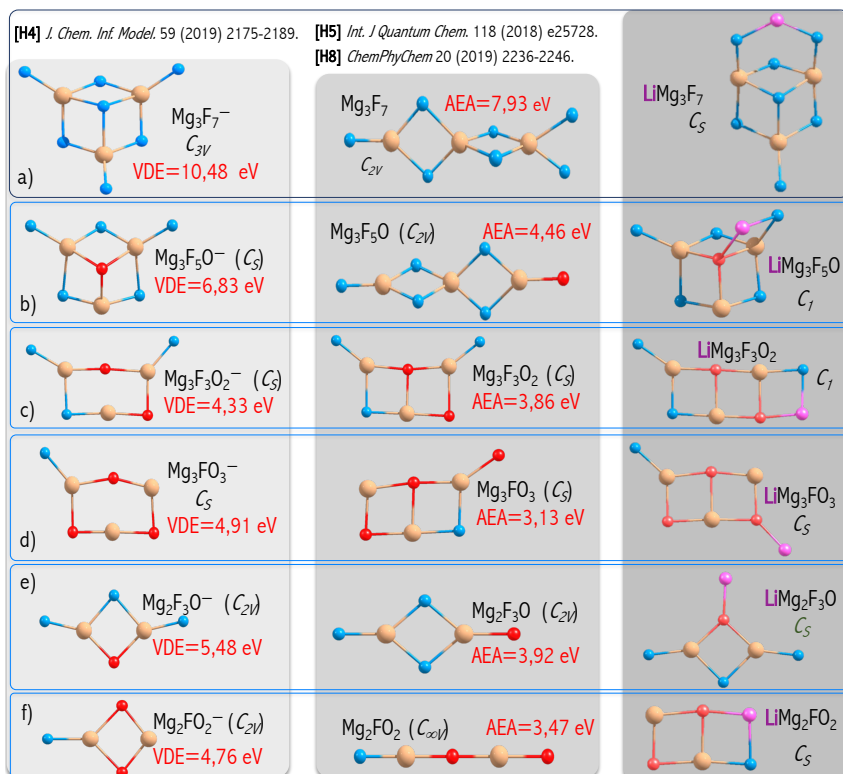 [H4] J. Chem. Inf. Model. 59 (2019) 2175-2189.
[H5] Int. J Quantum Chem. 118 (2018) e25728.
[H8] ChemPhyChem 20 (2019) 2236-2246.
a)
Mg₃F₇⁻
C₃V
VDE=10,48 eV
Mg₃F₇
AEA=7,93 eV
C₂V
LiMg₃F₇
CS
b)
Mg₃F₅O⁻ (CS)
VDE=6,83 eV
Mg₃F₅O (C₂V)
AEA=4,46 eV
LiMg₃F₅O
C₁
c)
Mg₃F₃O₂⁻ (CS)
VDE=4,33 eV
Mg₃F₃O₂ (CS)
AEA=3,86 eV
LiMg₃F₃O₂
C₁
d)
Mg₃FO₃⁻
CS
VDE=4,91 eV
Mg₃FO₃ (CS)
AEA=3,13 eV
LiMg₃FO₃
CS
e)
Mg₂F₃O⁻ (C₂V)
VDE=5,48 eV
Mg₂F₃O (C₂V)
AEA=3,92 eV
LiMg₂F₃O
CS
f)
Mg₂FO₂⁻ (C₂V)
VDE=4,76 eV
Mg₂FO₂ (C∞V)
AEA=3,47 eV
LiMg₂FO₂
CS